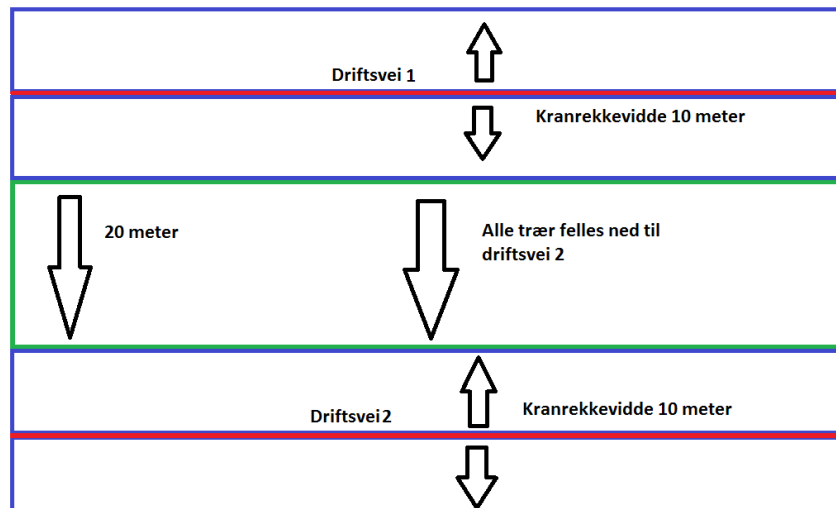 Driftsvei 1
Kranrekkevidde 10 meter
20 meter
Alle trær felles ned til
driftsvei 2
Driftsvei 2
Kranrekkevidde 10 meter